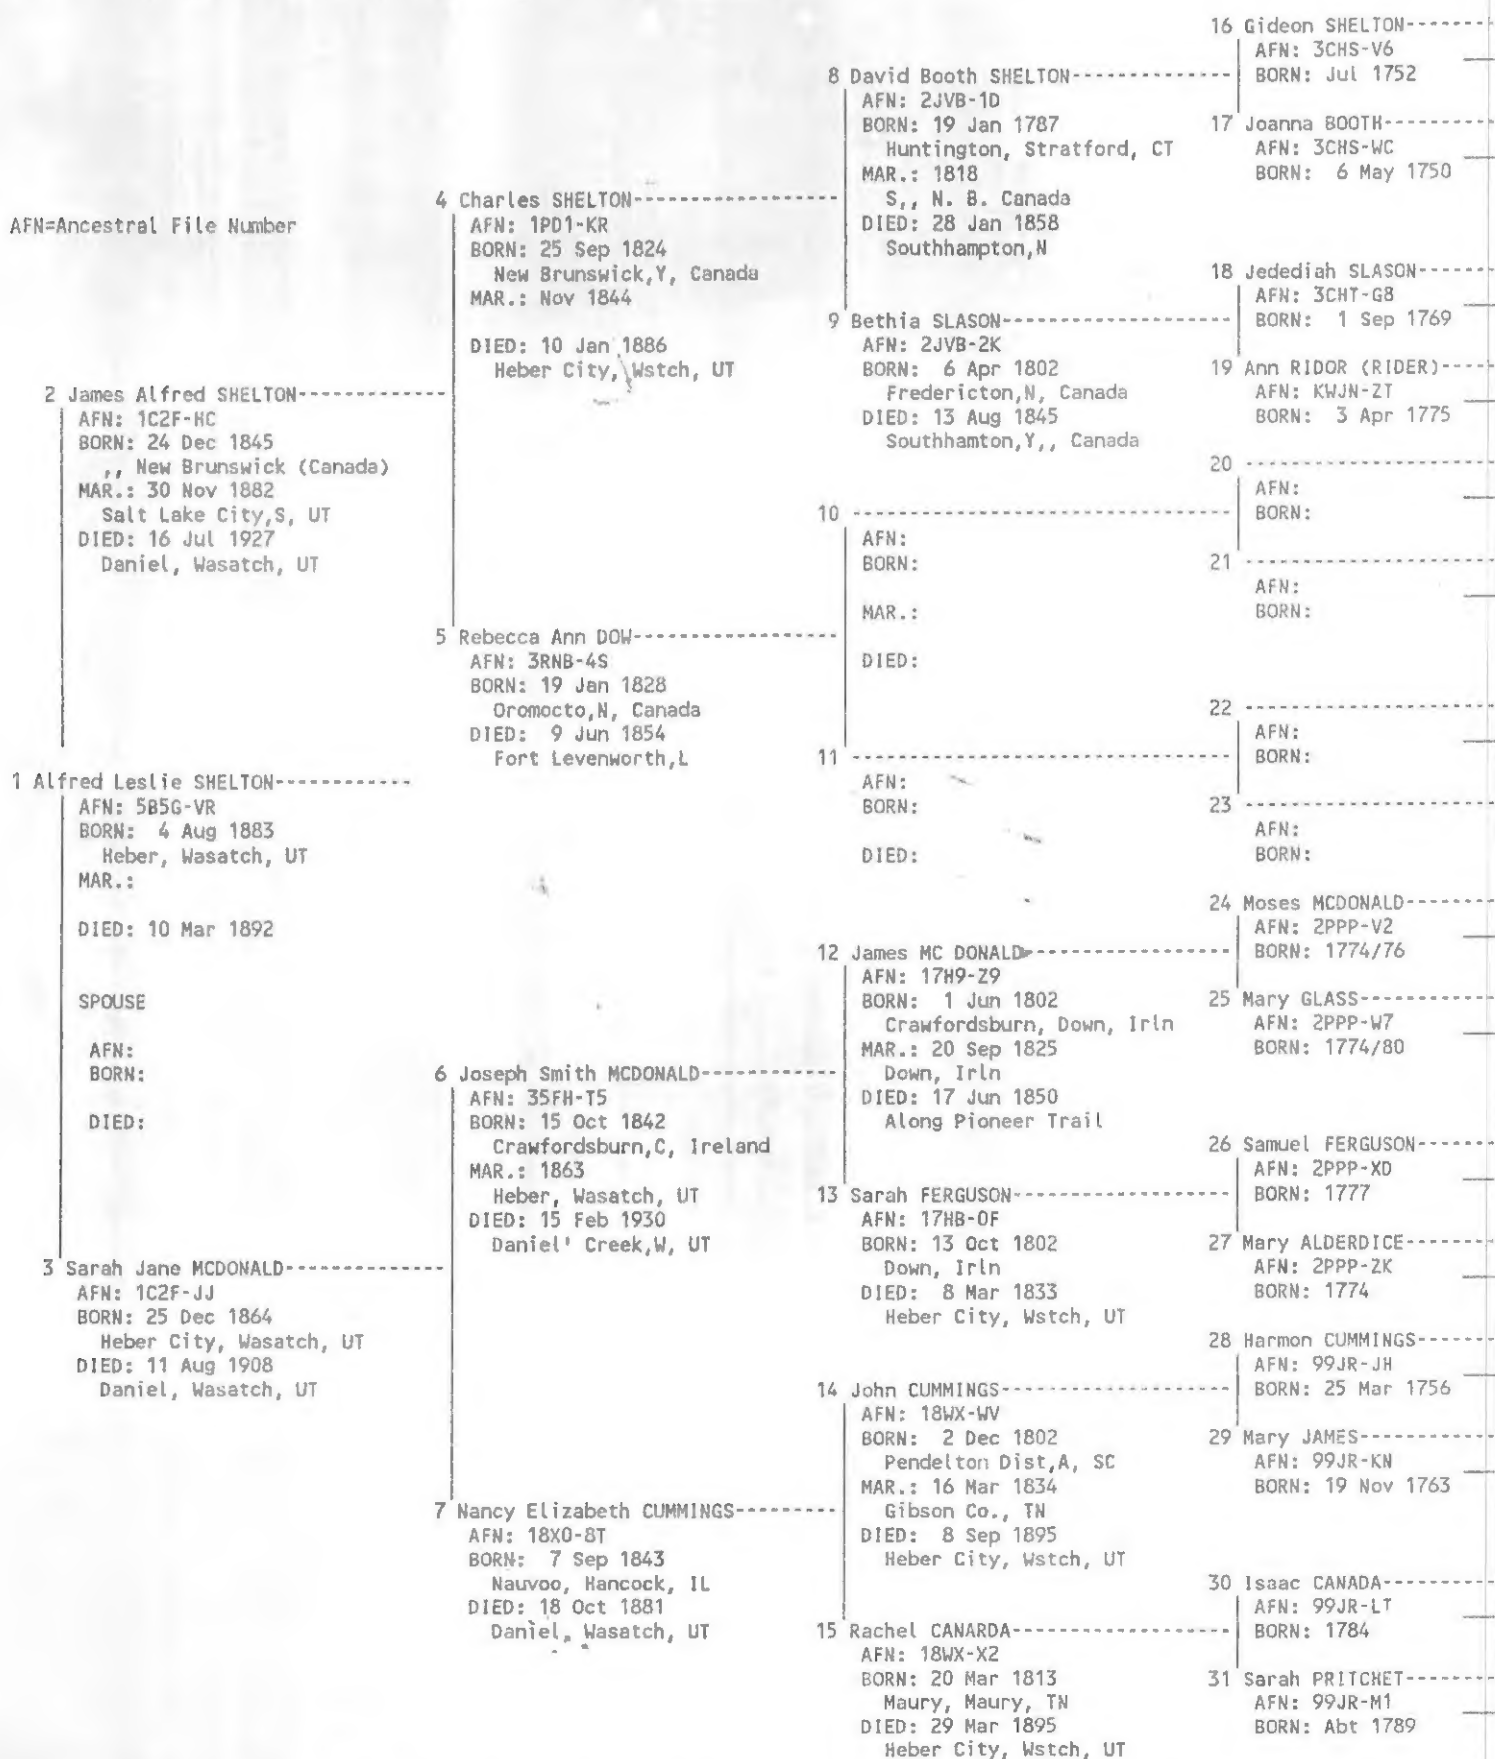 AFN=Ancestral File Number
1 Alfred Leslie SHELTON------------
AFN: 5B5G-VR
BORN:  4 Aug 1883
Heber, Wasatch, UT
MAR.:
DIED: 10 Mar 1892
SPOUSE
AFN:
BORN:
DIED:
2 James Alfred SHELTON------------
AFN: 1C2F-HC
BORN: 24 Dec 1845
,, New Brunswick (Canada)
MAR.: 30 Nov 1882
Salt Lake City,S, UT
DIED: 16 Jul 1927
Daniel, Wasatch, UT
3 Sarah Jane MCDONALD-------------
AFN: 1C2F-JJ
BORN: 25 Dec 1864
Heber City, Wasatch, UT
DIED: 11 Aug 1908
Daniel, Wasatch, UT
4 Charles SHELTON-----------------
AFN: 1PD1-KR
BORN: 25 Sep 1824
New Brunswick,Y, Canada
MAR.: Nov 1844
DIED: 10 Jan 1886
Heber City, Wstch, UT
5 Rebecca Ann DOW-----------------
AFN: 3RNB-4S
BORN: 19 Jan 1828
Oromocto,N, Canada
DIED:  9 Jun 1854
Fort Levenworth,L
6 Joseph Smith MCDONALD-----------
AFN: 35FH-T5
BORN: 15 Oct 1842
Crawfordsburn,C, Ireland
MAR.: 1863
Heber, Wasatch, UT
DIED: 15 Feb 1930
Daniel' Creek,W, UT
7 Nancy Elizabeth CUMMINGS--------
AFN: 18X0-8T
BORN:  7 Sep 1843
Nauvoo, Hancock, IL
DIED: 18 Oct 1881
Daniel, Wasatch, UT
8 David Booth SHELTON-------------
AFN: 2JVB-1D
BORN: 19 Jan 1787
Huntington, Stratford, CT
MAR.: 1818
S,, N. B. Canada
DIED: 28 Jan 1858
Southhampton,N
9 Bethia SLASON-------------------
AFN: 2JVB-2K
BORN:  6 Apr 1802
Fredericton,N, Canada
DIED: 13 Aug 1845
Southhamton,Y,, Canada
10 -------------------------------
AFN:
BORN:
MAR.:
DIED:
11 -------------------------------
AFN:
BORN:
DIED:
12 James MC DONALD----------------
AFN: 17H9-Z9
BORN:  1 Jun 1802
Crawfordsburn, Down, Irln
MAR.: 20 Sep 1825
Down, Irln
DIED: 17 Jun 1850
Along Pioneer Trail
13 Sarah FERGUSON-----------------
AFN: 17HB-0F
BORN: 13 Oct 1802
Down, Irln
DIED:  8 Mar 1833
Heber City, Wstch, UT
14 John CUMMINGS------------------
AFN: 18WX-WV
BORN:  2 Dec 1802
Pendelton Dist,A, SC
MAR.: 16 Mar 1834
Gibson Co., TN
DIED:  8 Sep 1895
Heber City, Wstch, UT
15 Rachel CANARDA-----------------
AFN: 18WX-X2
BORN: 20 Mar 1813
Maury, Maury, TN
DIED: 29 Mar 1895
Heber City, Wstch, UT
16 Gideon SHELTON-------
AFN: 3CHS-V6
BORN: Jul 1752
17 Joanna BOOTH---------
AFN: 3CHS-WC
BORN:  6 May 1750
18 Jedediah SLASON------
AFN: 3CHT-G8
BORN:  1 Sep 1769
19 Ann RIDOR (RIDER)----
AFN: KWJN-ZT
BORN:  3 Apr 1775
20 ---------------------
AFN:
BORN:
21 ---------------------
AFN:
BORN:
22 ---------------------
AFN:
BORN:
23 ---------------------
AFN:
BORN:
24 Moses MCDONALD-------
AFN: 2PPP-V2
BORN: 1774/76
25 Mary GLASS-----------
AFN: 2PPP-W7
BORN: 1774/80
26 Samuel FERGUSON------
AFN: 2PPP-XD
BORN: 1777
27 Mary ALDERDICE-------
AFN: 2PPP-ZK
BORN: 1774
28 Harmon CUMMINGS------
AFN: 99JR-JH
BORN: 25 Mar 1756
29 Mary JAMES-----------
AFN: 99JR-KN
BORN: 19 Nov 1763
30 Isaac CANADA---------
AFN: 99JR-LT
BORN: 1784
31 Sarah PRITCHET-------
AFN: 99JR-M1
BORN: Abt 1789